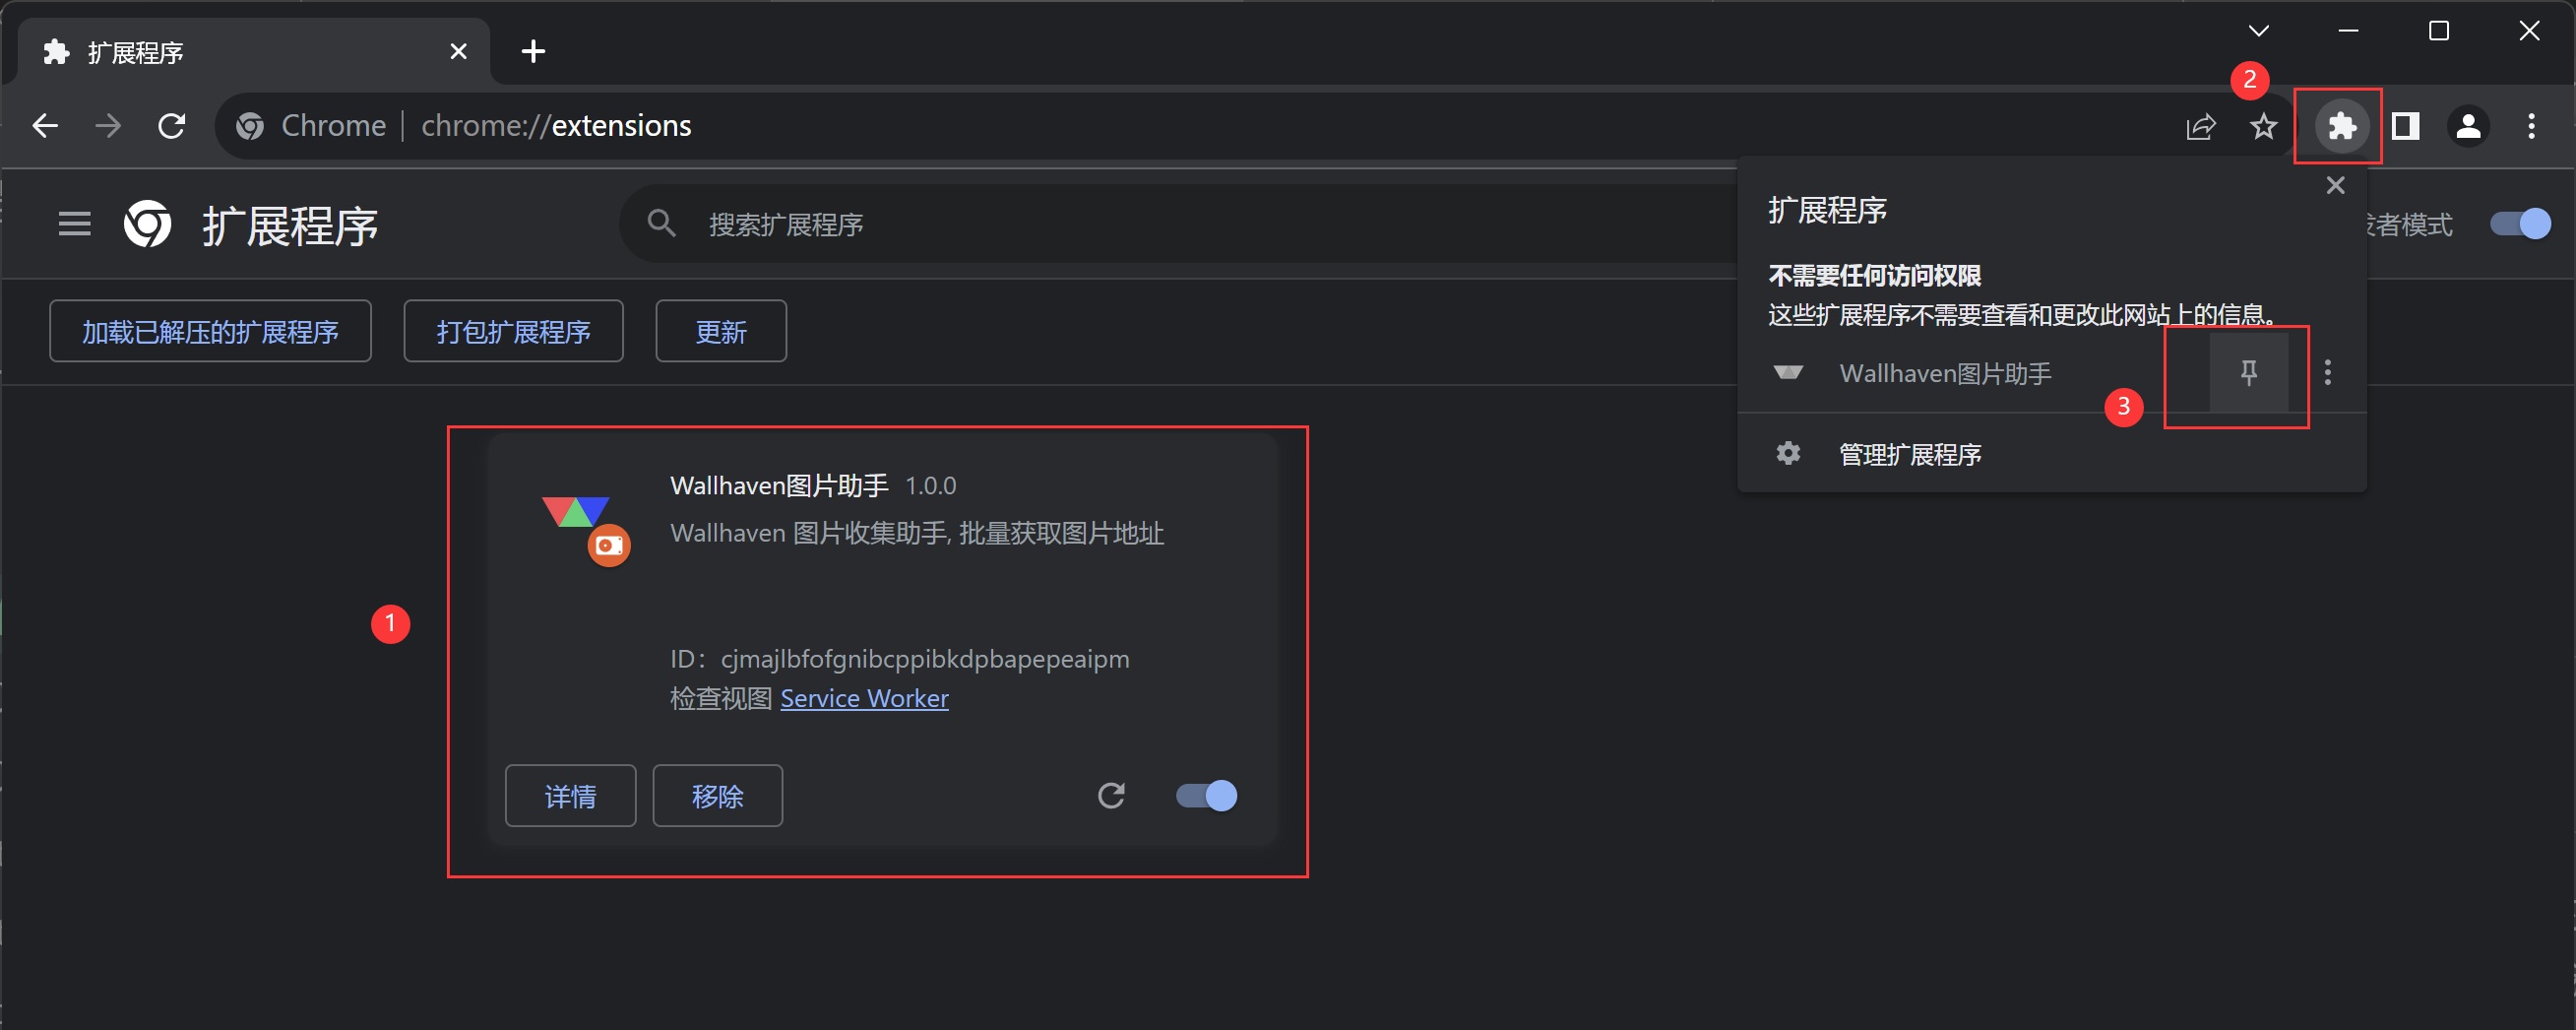 扩展程序
Chrome
chrome://extensions
2
扩展程序
搜索扩展程序
者模式
加载已解压的扩展程序
打包扩展程序
更新
扩展程序
不需要任何访问权限
这些扩展程序不需要查看和更改此网站上的信息。
Wallhaven图片助手
3
管理扩展程序
1
Wallhaven图片助手 1.0.0
Wallhaven 图片收集助手, 批量获取图片地址
ID：cjmajlbfofgnibcppibkdpbapepeaipm
检查视图 Service Worker
详情
移除